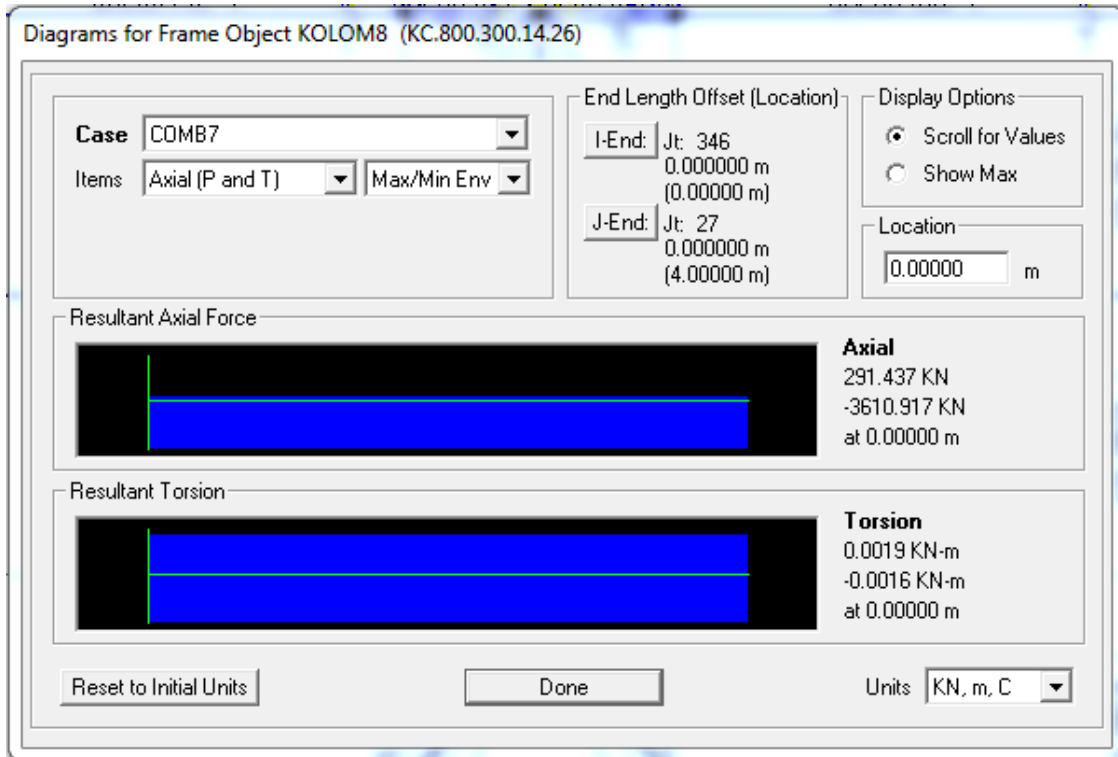 Diagrams for Frame Object KOLOM8 (KC.800.300.14.26)
Case COMB7
Items Axial (P and T) Max/Min Env
End Length Offset (Location)
I-End: Jt: 346
0.000000 m
(0.00000 m)
J-End: Jt: 27
0.000000 m
(4.00000 m)
Display Options
Scroll for Values
Show Max
Location
0.00000 m
Resultant Axial Force
Axial
291.437 KN
-3610.917 KN
at 0.00000 m
Resultant Torsion
Torsion
0.0019 KN-m
-0.0016 KN-m
at 0.00000 m
Reset to Initial Units
Done
Units KN, m, C